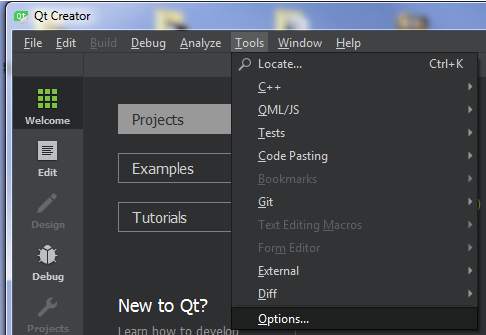 Qt Creator
File Edit Build Debug Analyze Tools Window Help
Locate... Ctrl+K
C++
QML/JS
Tests
Code Pasting
Bookmarks
Git
Text Editing Macros
Form Editor
External
Diff
Options...
Welcome
Edit
Design
Debug
Projects
Projects
Examples
Tutorials
New to Qt?
Learn how to develop